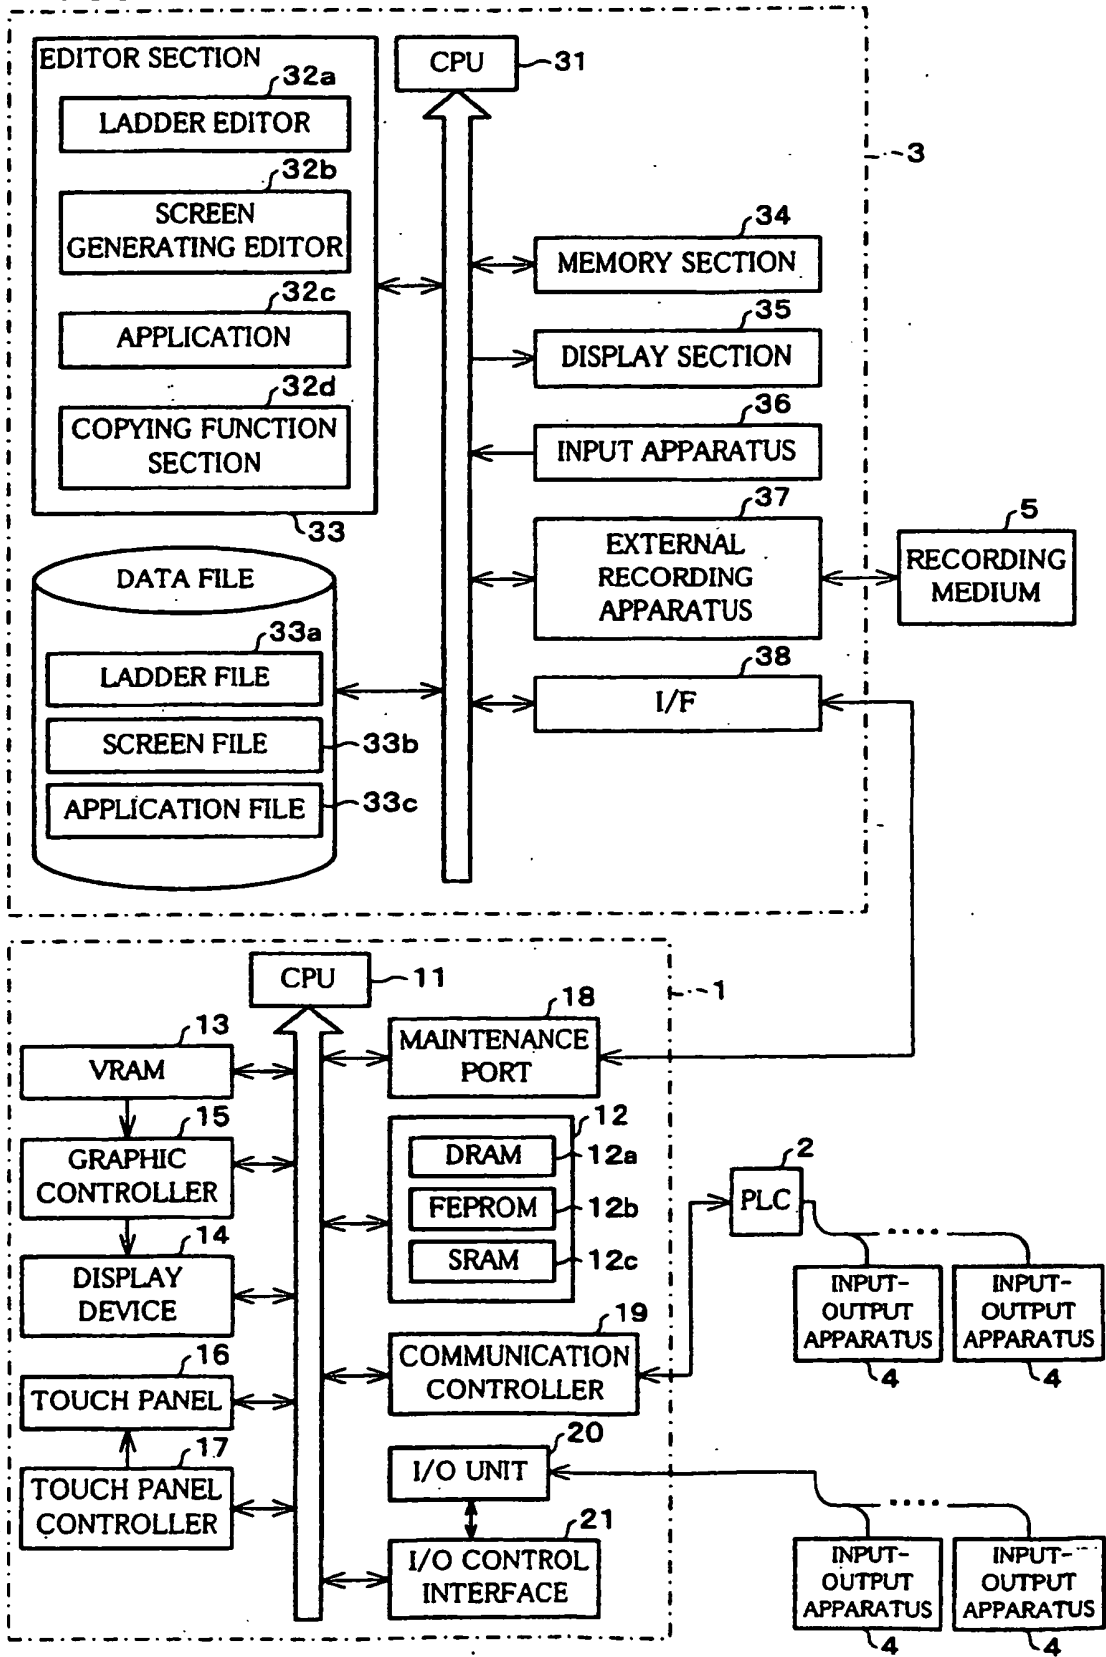 EDITOR SECTION
32a
LADDER EDITOR
32b
SCREEN
GENERATING EDITOR
32c
APPLICATION
32d
COPYING FUNCTION
SECTION
33
CPU
31
3
34
MEMORY SECTION
35
DISPLAY SECTION
36
INPUT APPARATUS
37
EXTERNAL
RECORDING
APPARATUS
5
RECORDING
MEDIUM
38
I/F
DATA FILE
33a
LADDER FILE
SCREEN FILE
33b
APPLICATION FILE
33c
CPU
11
1
13
VRAM
15
GRAPHIC
CONTROLLER
14
DISPLAY
DEVICE
16
TOUCH PANEL
17
TOUCH PANEL
CONTROLLER
18
MAINTENANCE
PORT
12
DRAM
12a
FEPROM
12b
SRAM
12c
19
COMMUNICATION
CONTROLLER
20
I/O UNIT
21
I/O CONTROL
INTERFACE
2
PLC
INPUT-
OUTPUT
APPARATUS
4
INPUT-
OUTPUT
APPARATUS
4
INPUT-
OUTPUT
APPARATUS
4
INPUT-
OUTPUT
APPARATUS
4